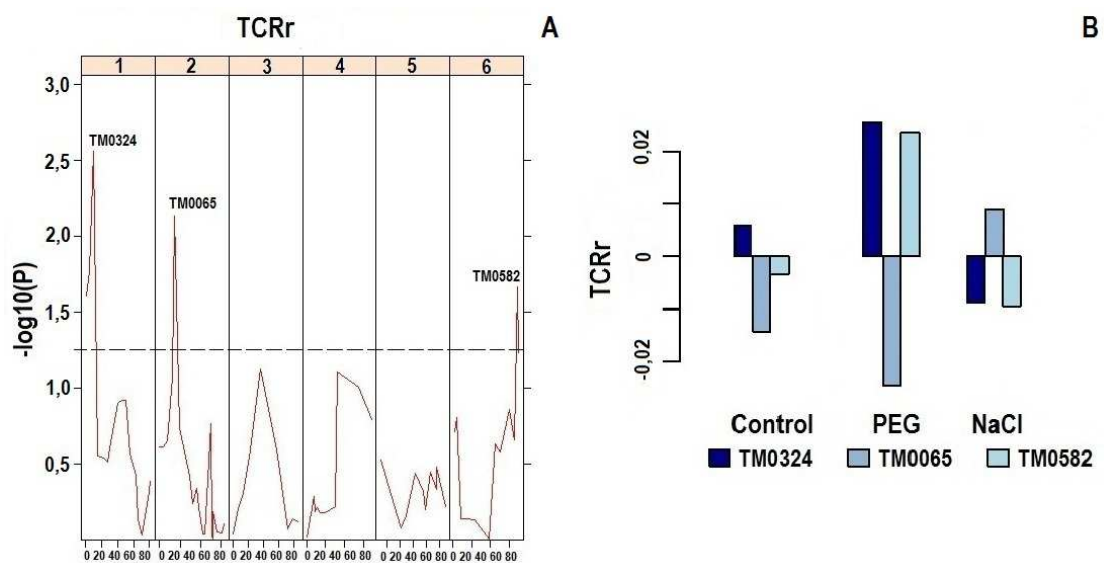 TCRr
A
1 2 3 4 5 6
3,0
2,5
2,0
1,5
1,0
0,5
-log10(P)
TM0324
TM0065
TM0582
0 20 40 60 80 0 20 40 60 80 0 20 40 60 80 0 20 40 60 80 0 20 40 60 80 0 20 40 60 80
B
TCRr
0,02
0
-0,02
Control PEG NaCl
TM0324 TM0065 TM0582